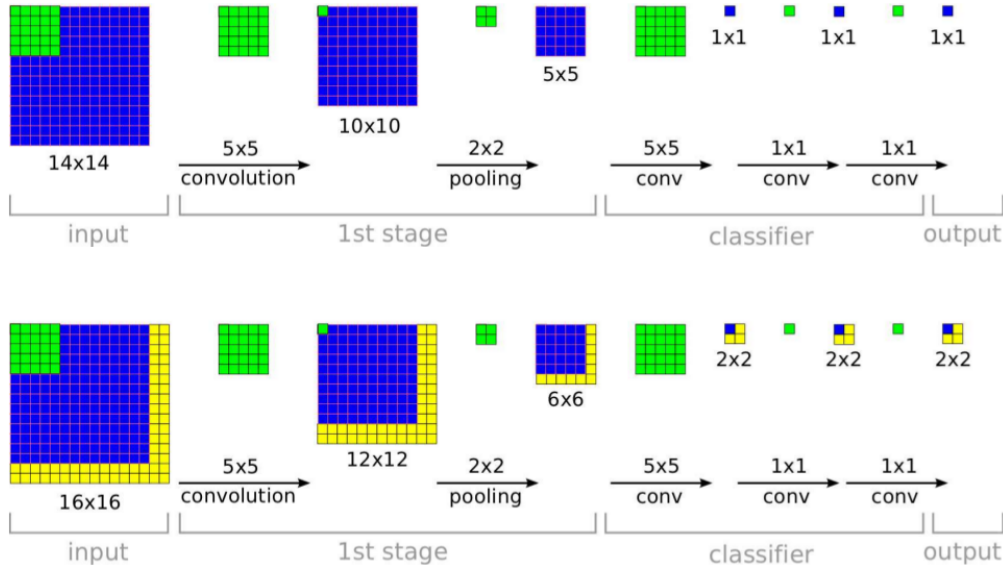 1x1 1x1 1x1
5x5
10x10
14x14
5x5 2x2 5x5 1x1 1x1
convolution pooling conv conv conv
input 1st stage classifier output
2x2 2x2 2x2
6x6
12x12
16x16
5x5 2x2 5x5 1x1 1x1
convolution pooling conv conv conv
input 1st stage classifier output